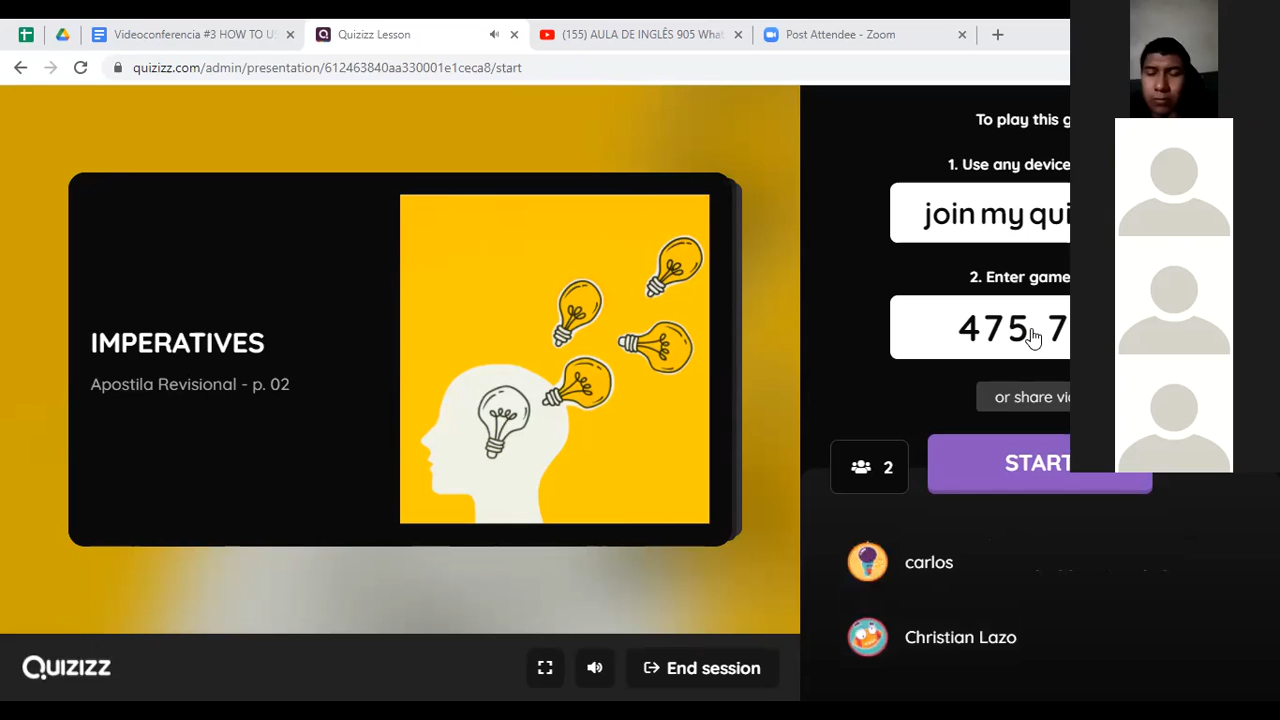 Videoconferencia #3 HOW TO U
Quizizz Lesson
(155) AULA DE INGLÊS 905 What
Post Attendee - Zoom
quizizz.com/admin/presentation/612463840aa330001e1ceca8/start
To play this g
1. Use any device
join my qui
2. Enter game
475 7
or share via
START
2
carlos
Christian Lazo
IMPERATIVES
Apostila Revisional - p. 02
Quizizz
End session